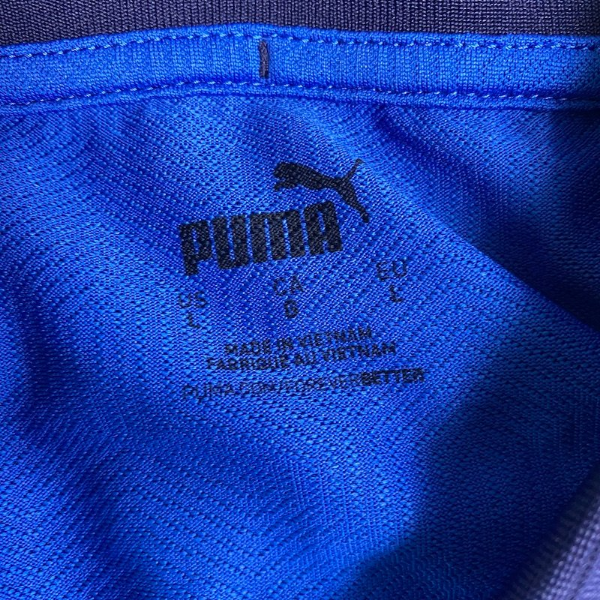 PUMA
US CA EU
L G L
MADE IN VIETNAM
FABRIQUÉ AU VIETNAM
PUMA.COM/FOREVERBETTER